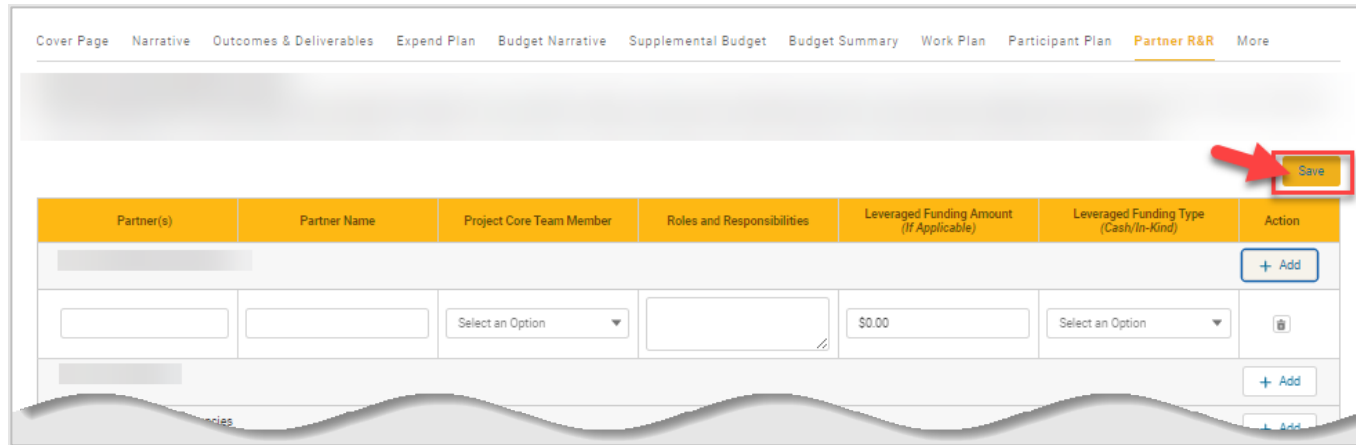 Cover Page Narrative Outcomes & Deliverables Expend Plan Budget Narrative Supplemental Budget Budget Summary Work Plan Participant Plan Partner R&R More
Save
Partner(s) Partner Name Project Core Team Member Roles and Responsibilities Leveraged Funding Amount (If Applicable) Leveraged Funding Type (Cash/In-Kind) Action
+ Add
Select an Option $0.00 Select an Option
+ Add
+ Add